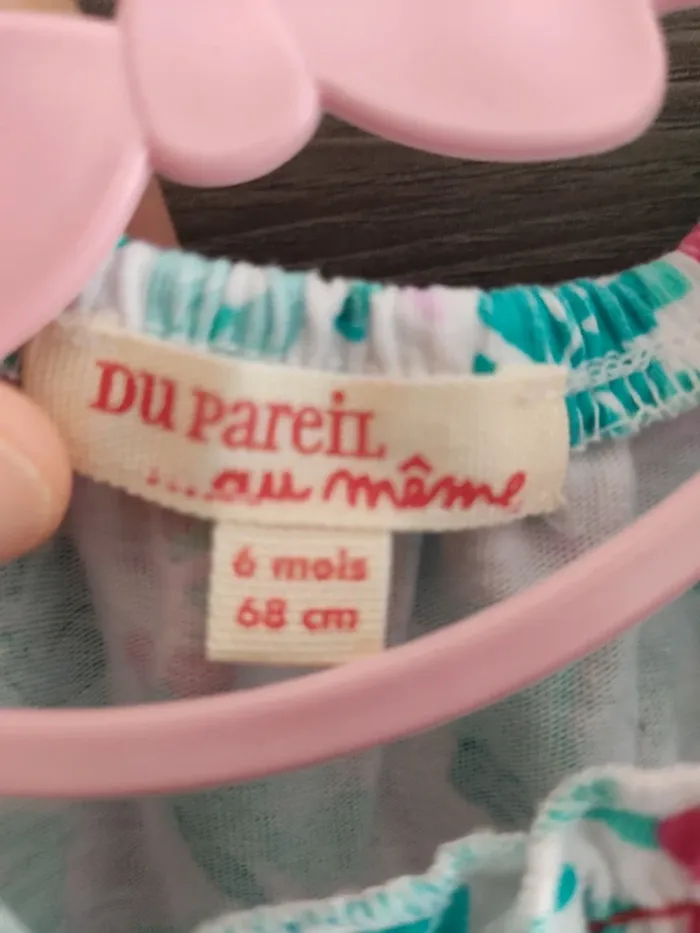 DU PAREIL
...au même
6 mois
68 cm